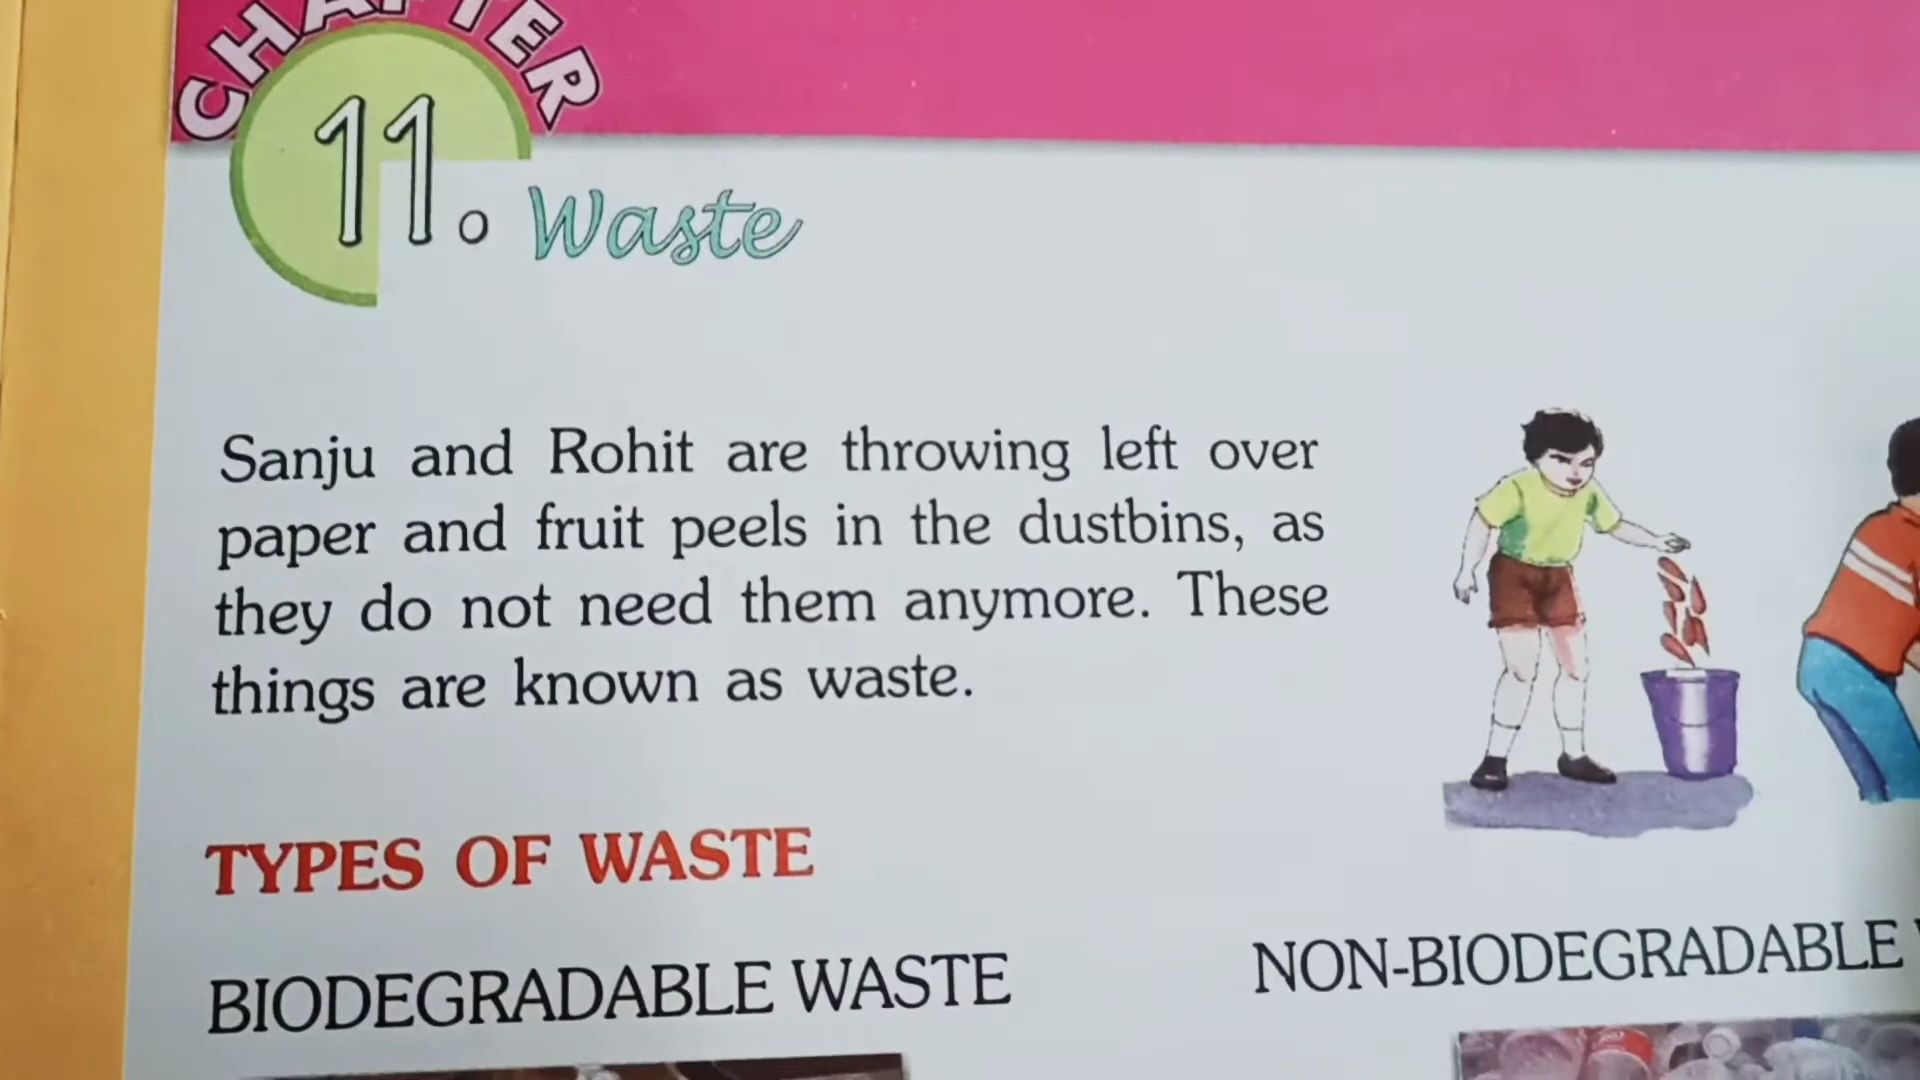 CHAPTER
11. Waste
Sanju and Rohit are throwing left over
paper and fruit peels in the dustbins, as
they do not need them anymore. These
things are known as waste.
TYPES OF WASTE
BIODEGRADABLE WASTE
NON-BIODEGRADABLE